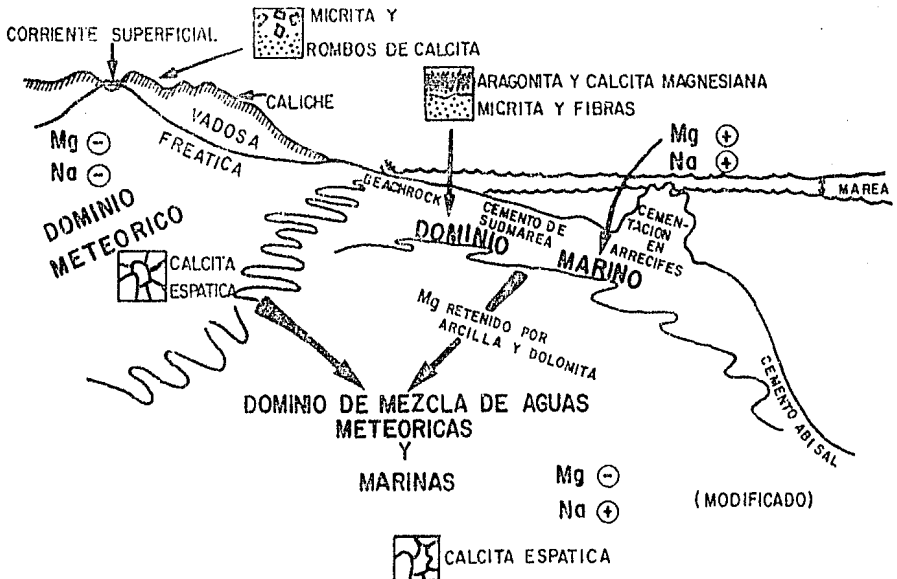 MICRITA Y
ROMBOS DE CALCITA
CORRIENTE SUPERFICIAL
CALICHE
VADOSA
FREATICA
Mg ⊖
Na ⊖
DOMINIO
METEORICO
CALCITA
ESPATICA
ARAGONITA Y CALCITA MAGNESIANA
MICRITA Y FIBRAS
Mg ⊕
Na ⊕
MAREA
BEACHROCK
CEMENTO DE
SUBMAREA
DOMINIO
MARINO
CEMEN-
TACION
EN
ARRECIFES
Mg RETENIDO POR
ARCILLA Y DOLOMITA
CEMENTO ABISAL
DOMINIO DE MEZCLA DE AGUAS
METEORICAS
Y
MARINAS
Mg ⊖
Na ⊕
(MODIFICADO)
CALCITA ESPATICA